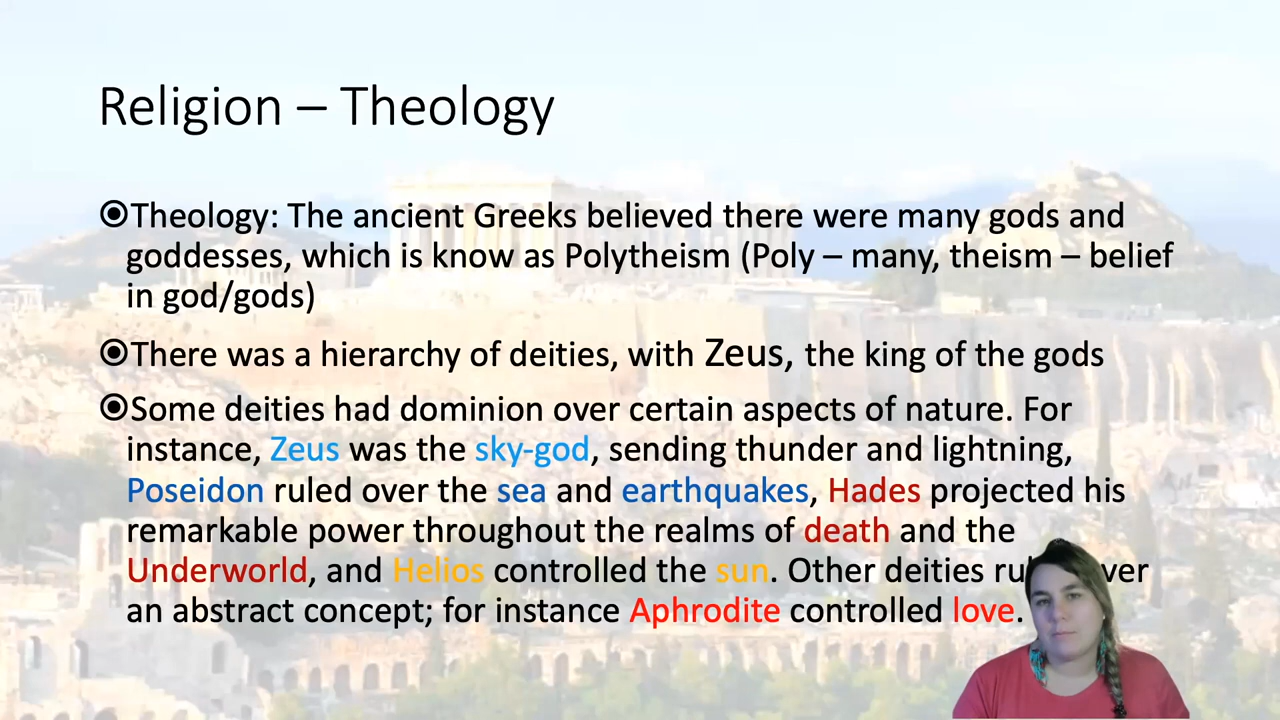 Religion – Theology
Theology: The ancient Greeks believed there were many gods and
goddesses, which is know as Polytheism (Poly – many, theism – belief
in god/gods)
There was a hierarchy of deities, with Zeus, the king of the gods
Some deities had dominion over certain aspects of nature. For
instance, Zeus was the sky-god, sending thunder and lightning,
Poseidon ruled over the sea and earthquakes, Hades projected his
remarkable power throughout the realms of death and the
Underworld, and Helios controlled the sun. Other deities
an abstract concept; for instance Aphrodite controlled love.